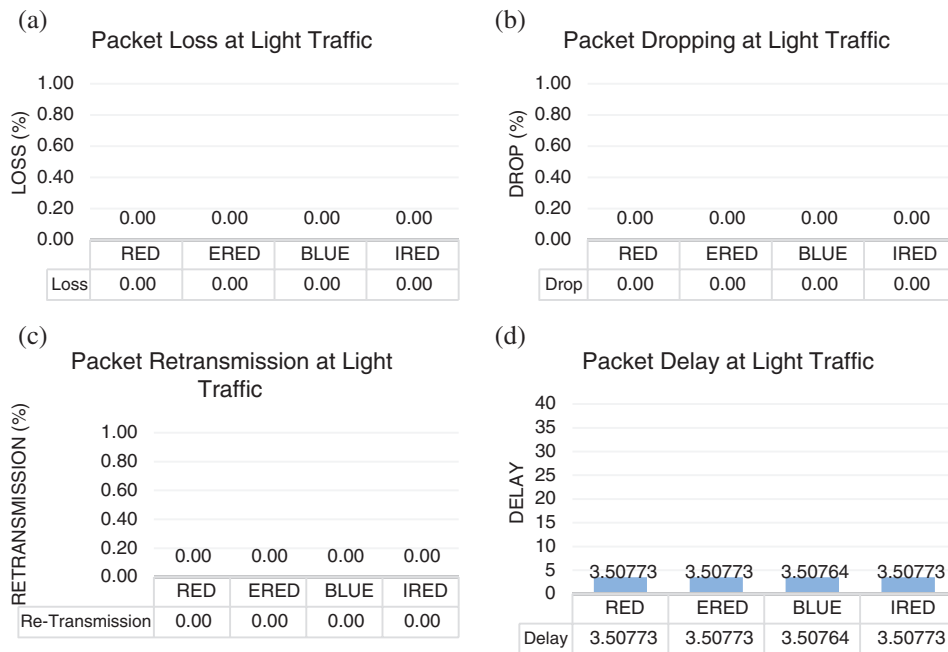 (a)
Packet Loss at Light Traffic
LOSS (%)
1.00
0.80
0.60
0.40
0.20
0.00
0.00 0.00 0.00 0.00
RED ERED BLUE IRED
Loss 0.00 0.00 0.00 0.00
(b)
Packet Dropping at Light Traffic
DROP (%)
1.00
0.80
0.60
0.40
0.20
0.00
0.00 0.00 0.00 0.00
RED ERED BLUE IRED
Drop 0.00 0.00 0.00 0.00
(c)
Packet Retransmission at Light
Traffic
RETRANSMISSION (%)
1.00
0.80
0.60
0.40
0.20
0.00
0.00 0.00 0.00 0.00
RED ERED BLUE IRED
Re-Transmission 0.00 0.00 0.00 0.00
(d)
Packet Delay at Light Traffic
DELAY
40
35
30
25
20
15
10
5
0
3.50773 3.50773 3.50764 3.50773
RED ERED BLUE IRED
Delay 3.50773 3.50773 3.50764 3.50773